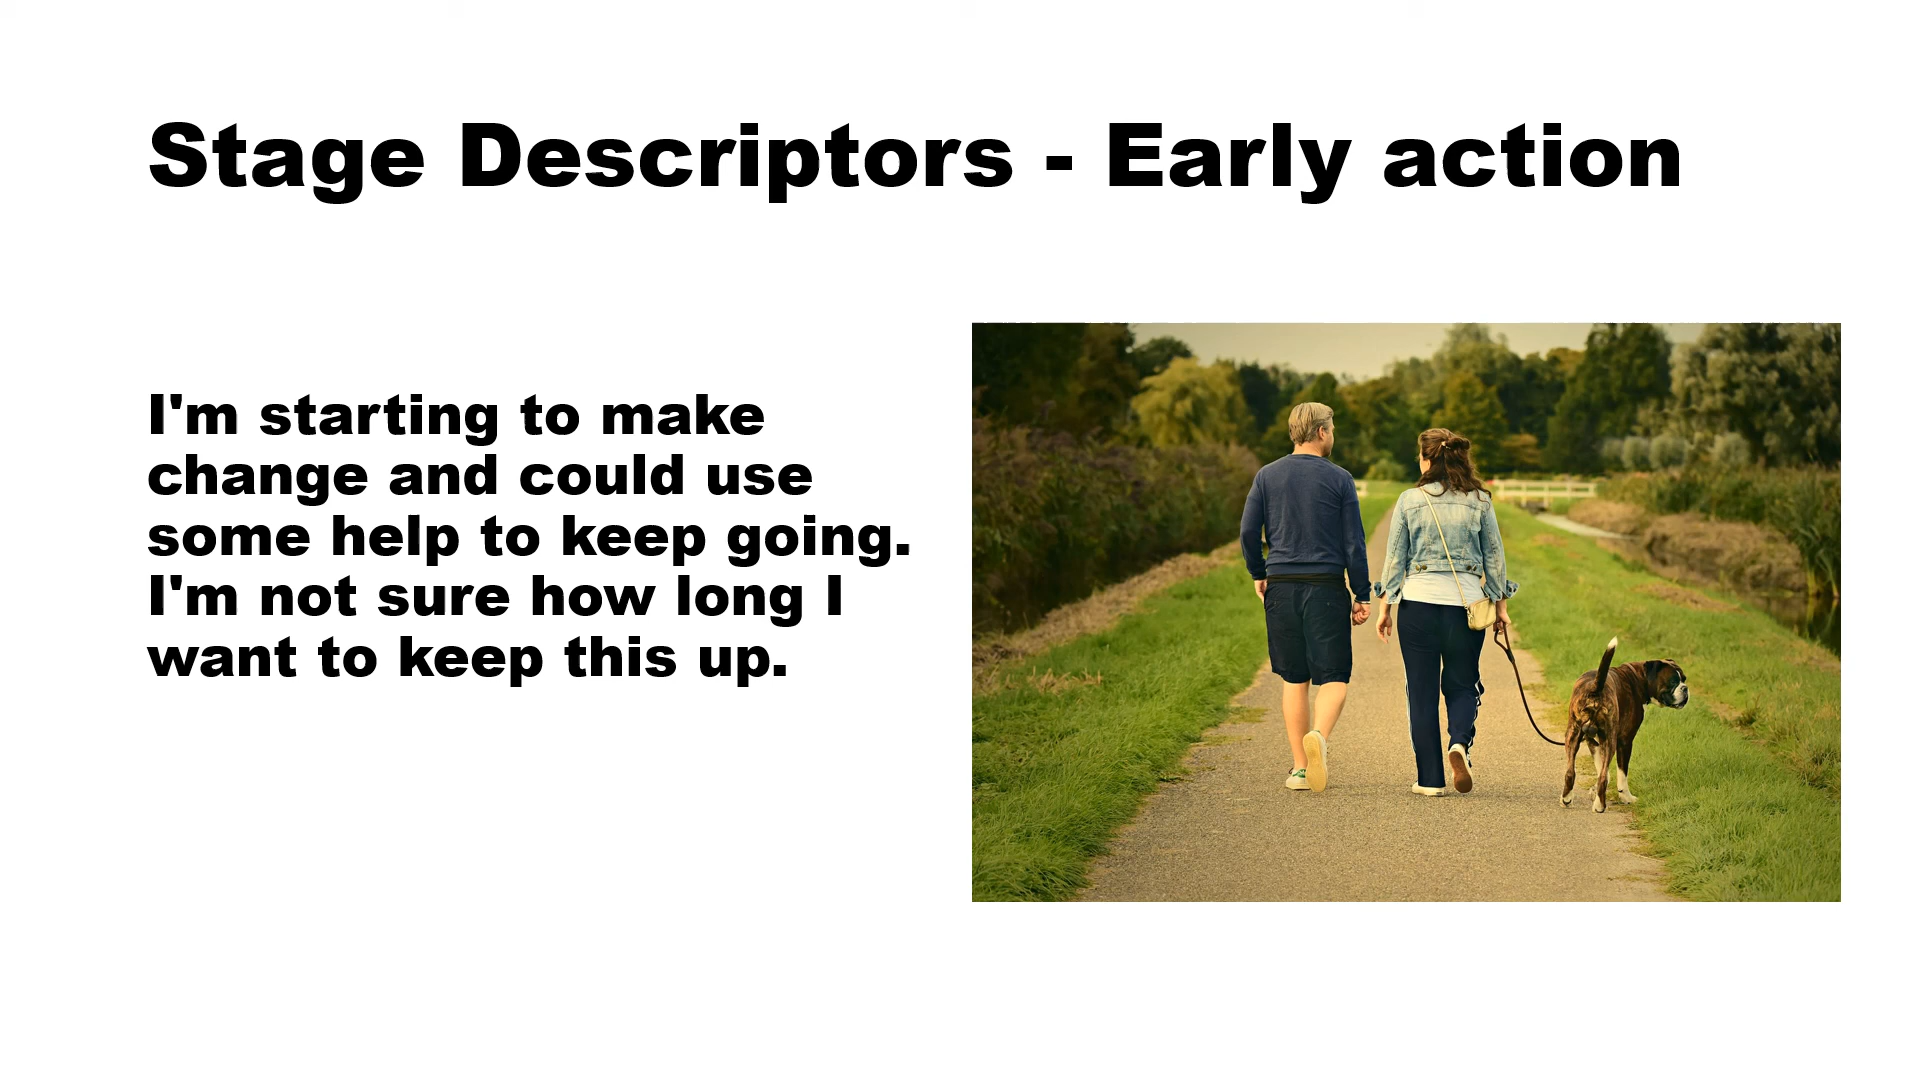 Stage Descriptors - Early action
I'm starting to make
change and could use
some help to keep going.
I'm not sure how long I
want to keep this up.